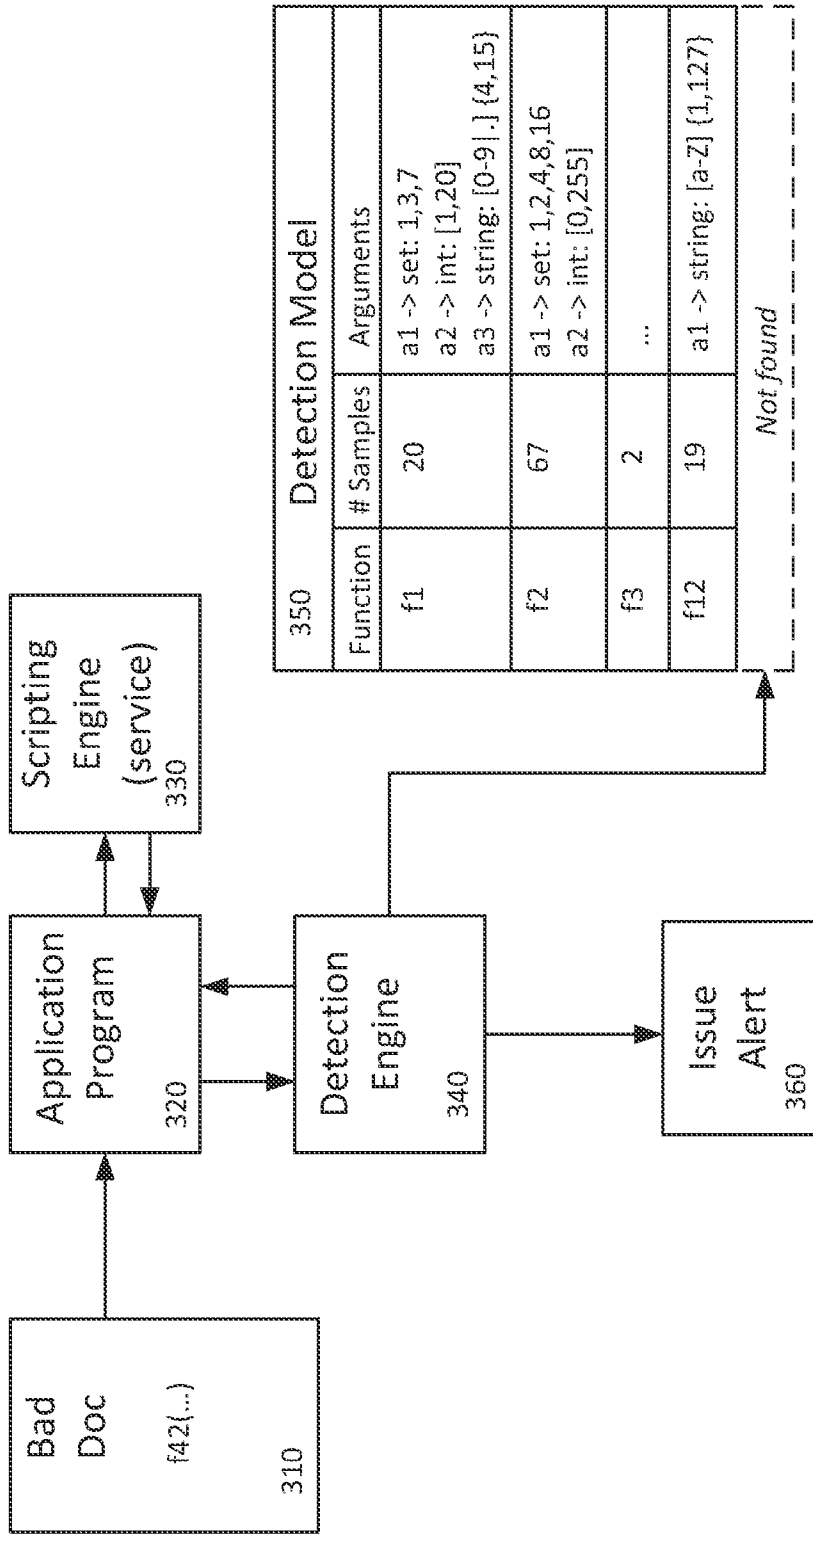 Bad
Doc
f42(...)
310
Application
Program
320
Scripting
Engine
(service)
330
Detection
Engine
340
Issue
Alert
360
350 Detection Model
Function # Samples Arguments
f1 20 a1 -> set: 1,3,7
a2 -> int: [1,20]
a3 -> string: [0-9|.] {4,15}
f2 67 a1 -> set: 1,2,4,8,16
a2 -> int: [0,255]
f3 2 ...
f12 19 a1 -> string: [a-Z] {1,127}
Not found